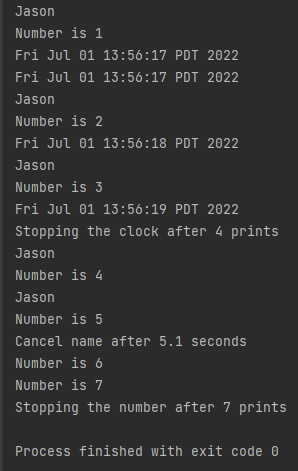 Jason
Number is 1
Fri Jul 01 13:56:17 PDT 2022
Fri Jul 01 13:56:17 PDT 2022
Jason
Number is 2
Fri Jul 01 13:56:18 PDT 2022
Jason
Number is 3
Fri Jul 01 13:56:19 PDT 2022
Stopping the clock after 4 prints
Jason
Number is 4
Jason
Number is 5
Cancel name after 5.1 seconds
Number is 6
Number is 7
Stopping the number after 7 prints

Process finished with exit code 0